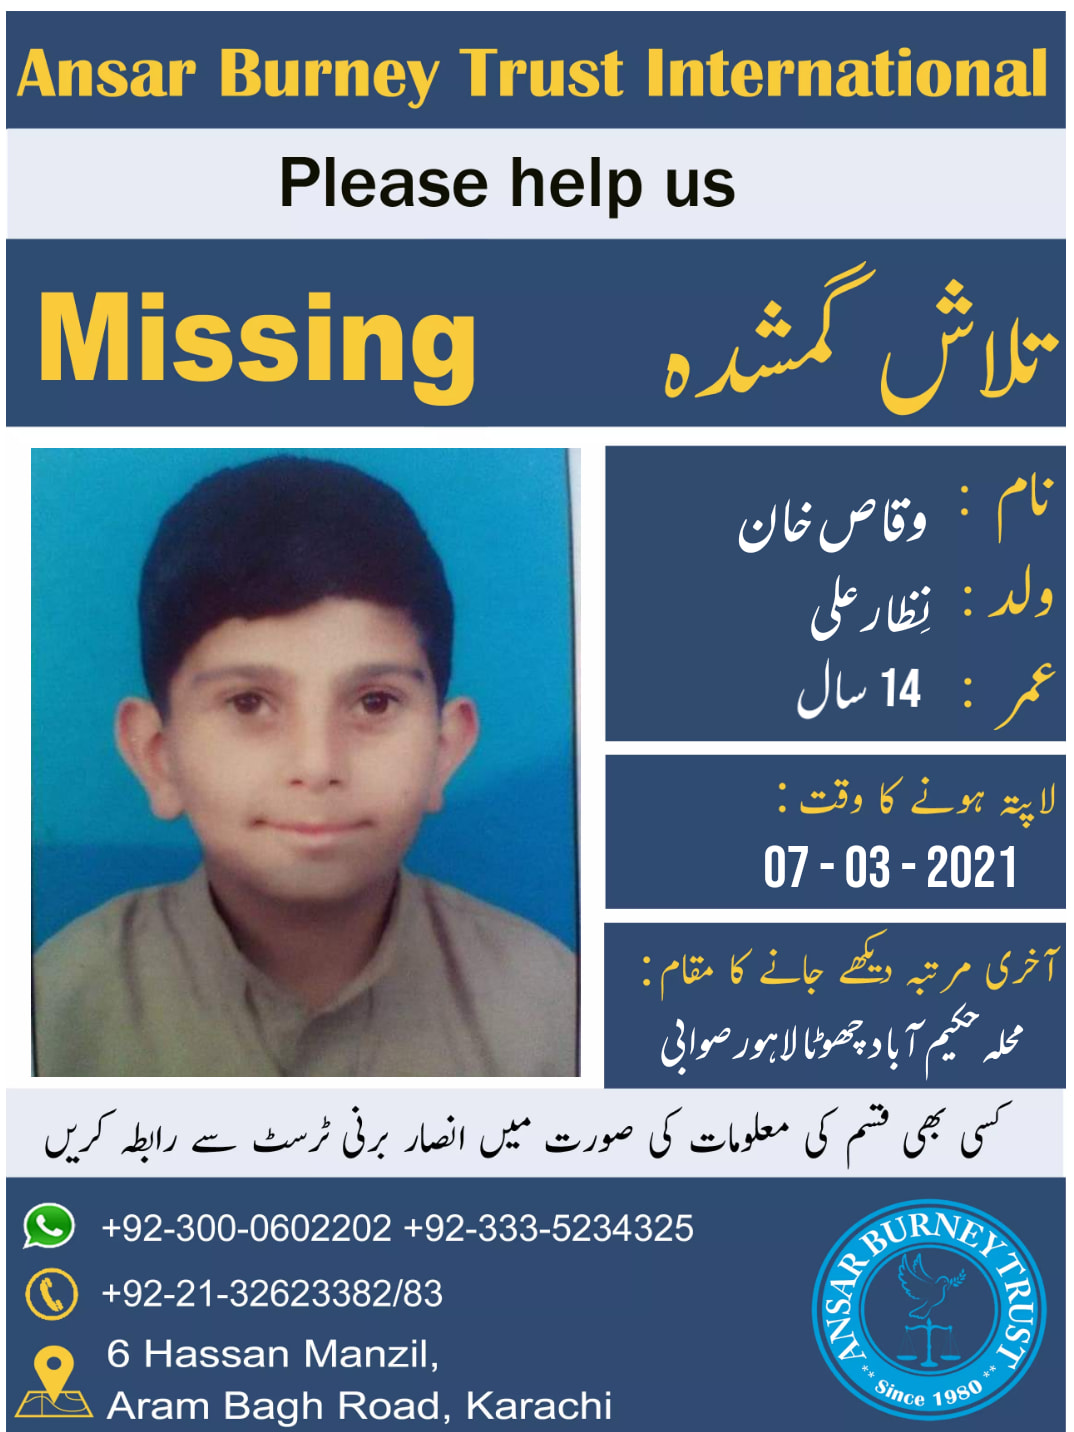 Ansar Burney Trust International
Please help us
Missing تلاش گمشدہ
نام : وقاص خان
ولد : نِظار علی
عمر : 14 سال
لاپتہ ہونے کا وقت :
07 - 03 - 2021
آخری مرتبہ دیکھے جانے کا مقام :
محلہ حکیم آباد چھوٹا لاہور صوابی
کسی بھی قسم کی معلومات کی صورت میں انصار برنی ٹرسٹ سے رابطہ کریں
+92-300-0602202 +92-333-5234325
+92-21-32623382/83
6 Hassan Manzil,
Aram Bagh Road, Karachi
ANSAR BURNEY TRUST
** Since 1980 **